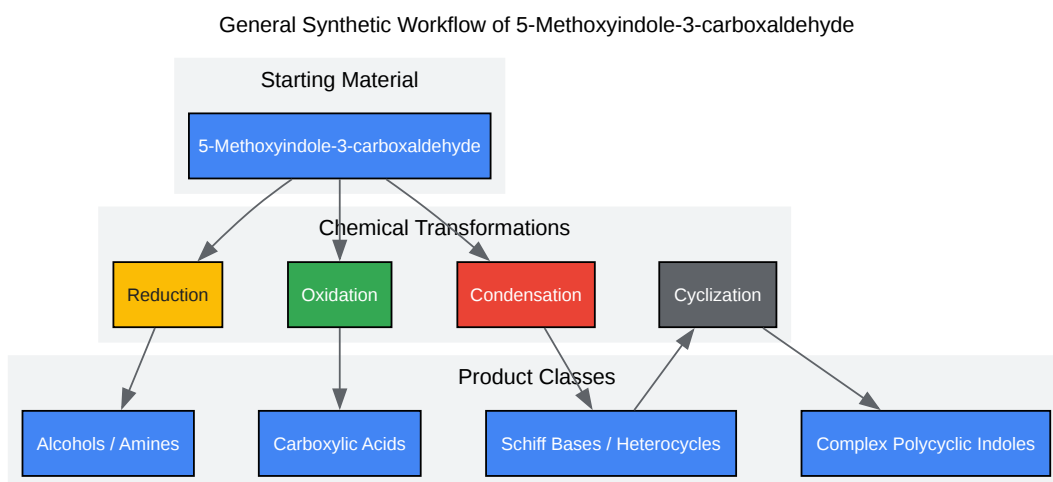 General Synthetic Workflow of 5-Methoxyindole-3-carboxaldehyde
Starting Material
5-Methoxyindole-3-carboxaldehyde
Chemical Transformations
Reduction
Oxidation
Condensation
Cyclization
Product Classes
Alcohols / Amines
Carboxylic Acids
Schiff Bases / Heterocycles
Complex Polycyclic Indoles